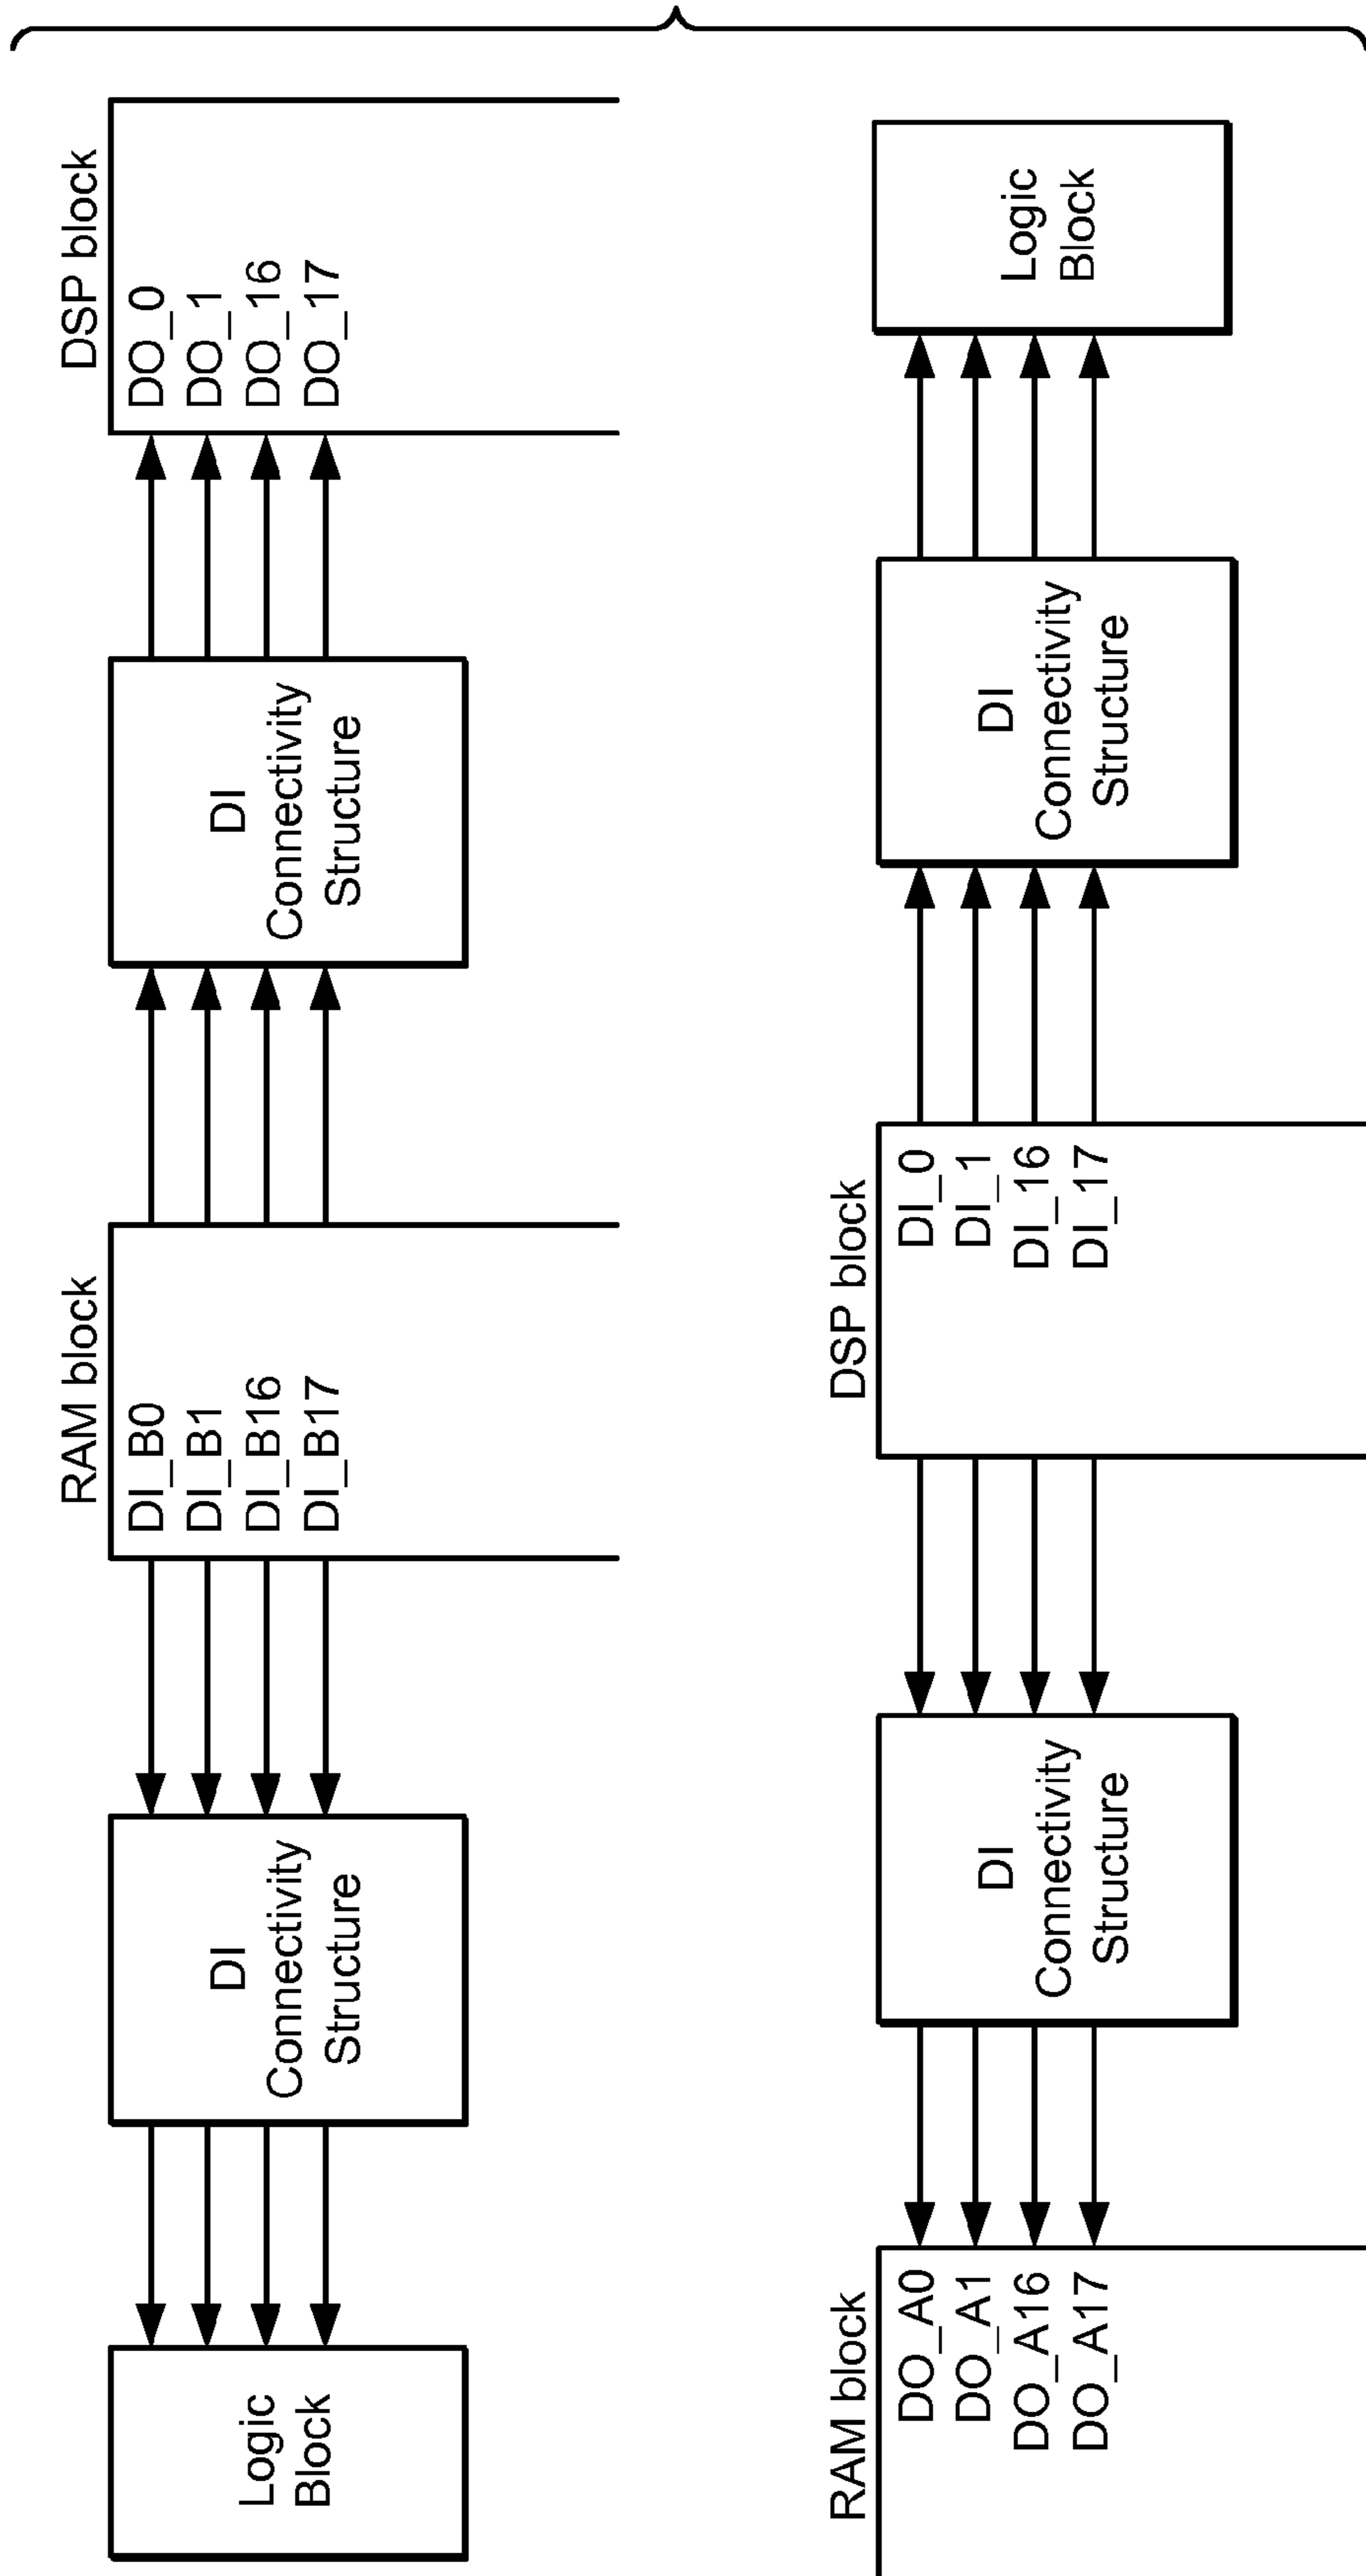 Logic
Block
DI
Connectivity
Structure
RAM block
DI_B0
DI_B1
DI_B16
DI_B17
DI
Connectivity
Structure
DSP block
DO_0
DO_1
DO_16
DO_17
RAM block
DO_A0
DO_A1
DO_A16
DO_A17
DI
Connectivity
Structure
DSP block
DI_0
DI_1
DI_16
DI_17
DI
Connectivity
Structure
Logic
Block